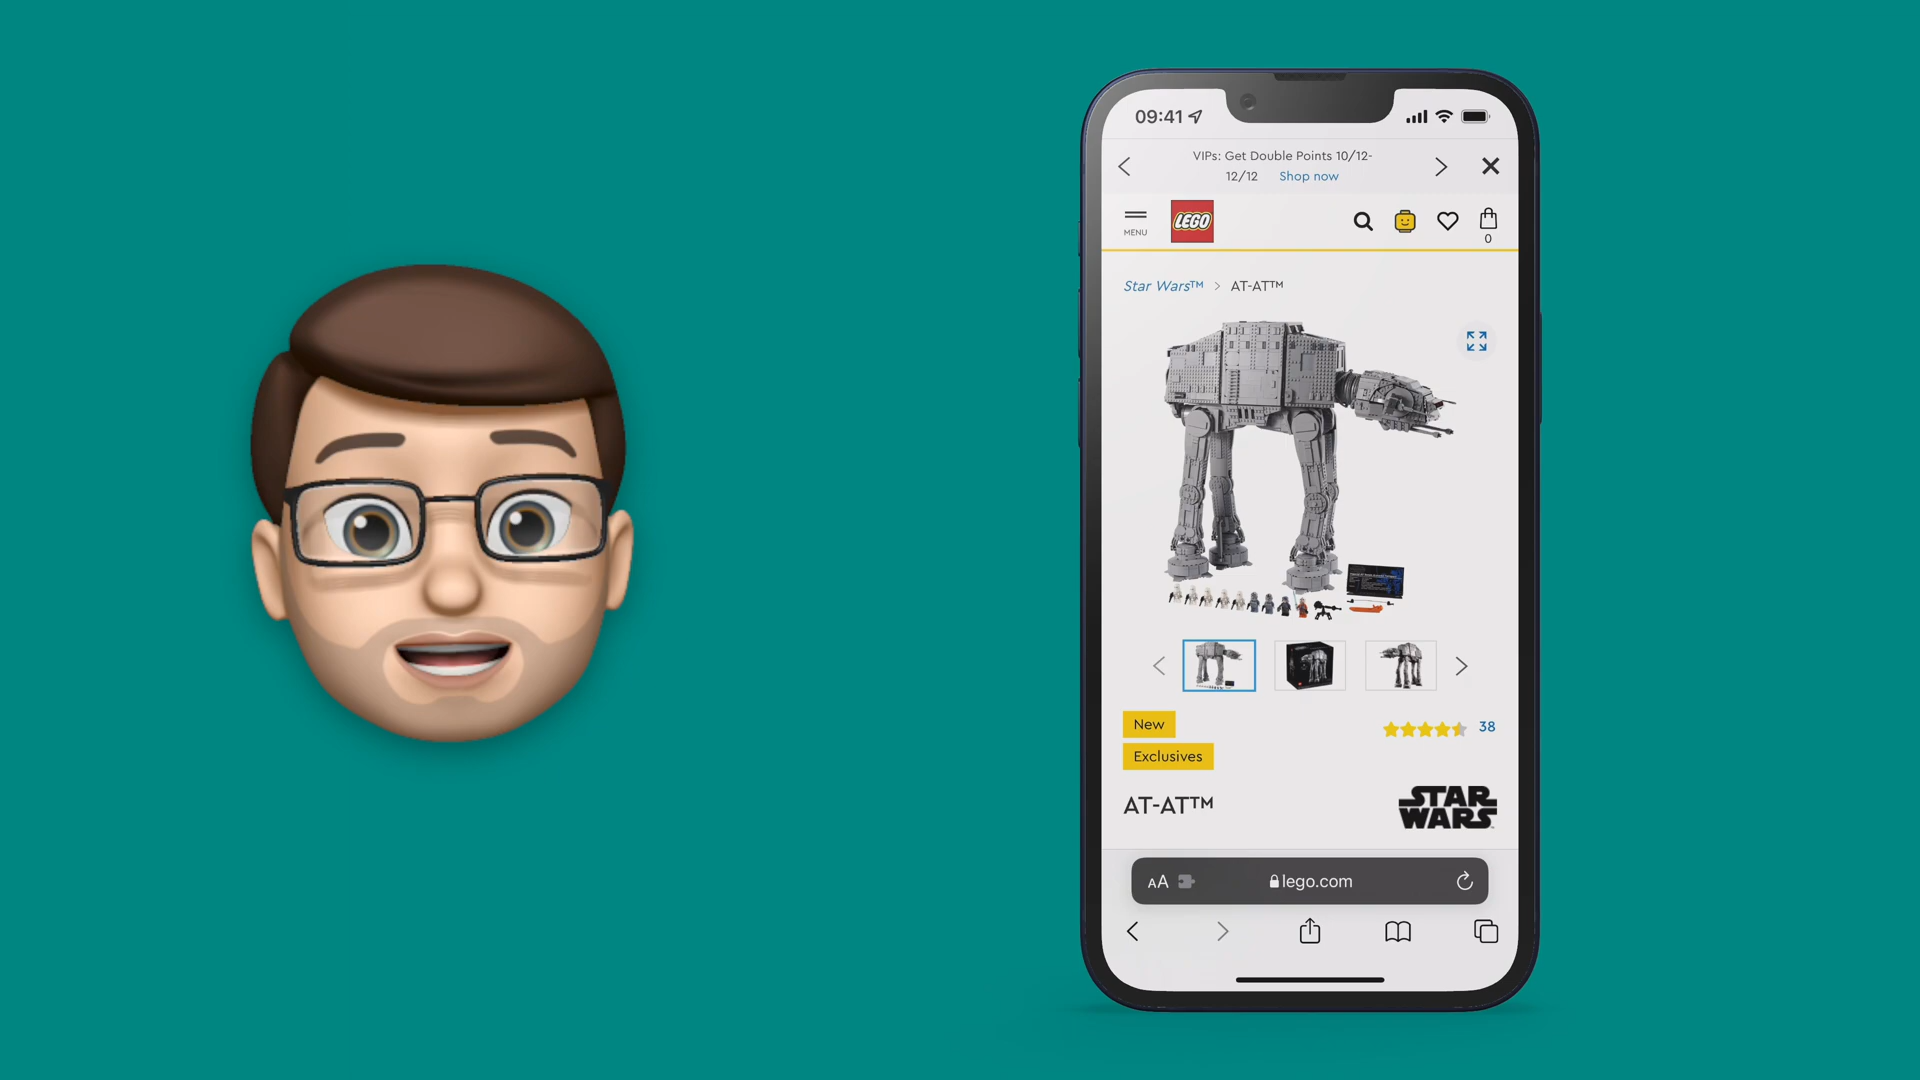 09:41
VIPs: Get Double Points 10/12-
12/12 Shop now
MENU
LEGO
0
Star Wars™ > AT-AT™
New
38
Exclusives
AT-AT™
STAR
WARS
AA
lego.com